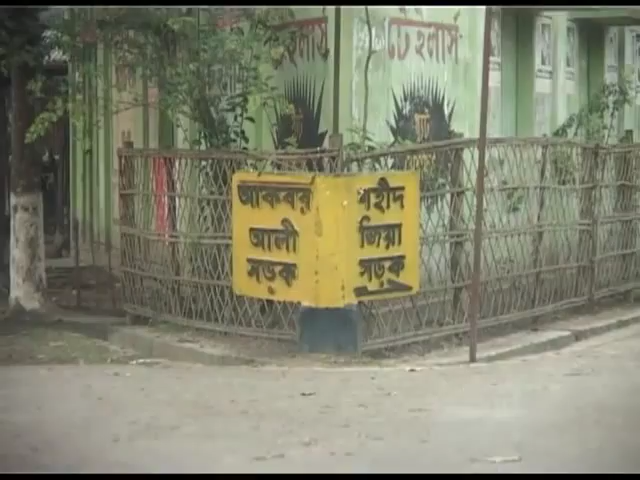 আকবর
আলী
সড়ক
শহীদ
জিয়া
সড়ক